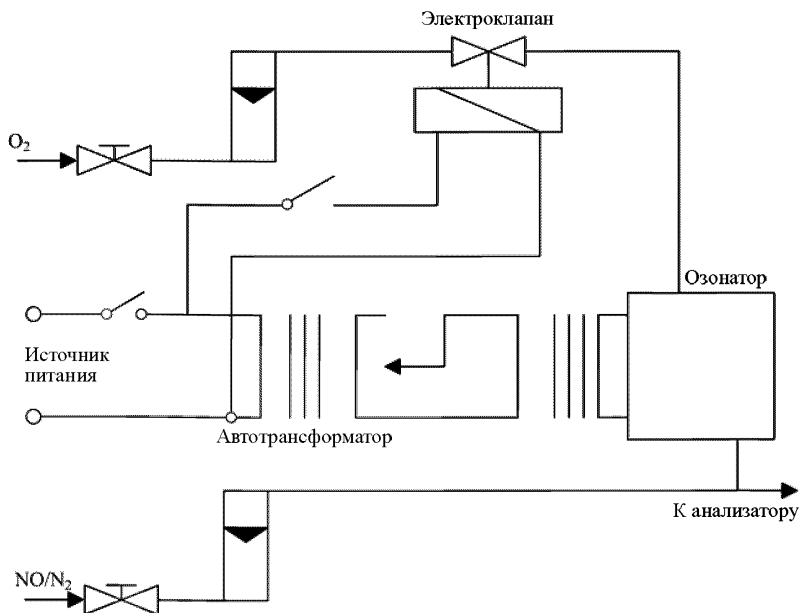 Электроклапан
O₂
Озонатор
Источник
питания
Автотрансформатор
К анализатору
NO/N₂